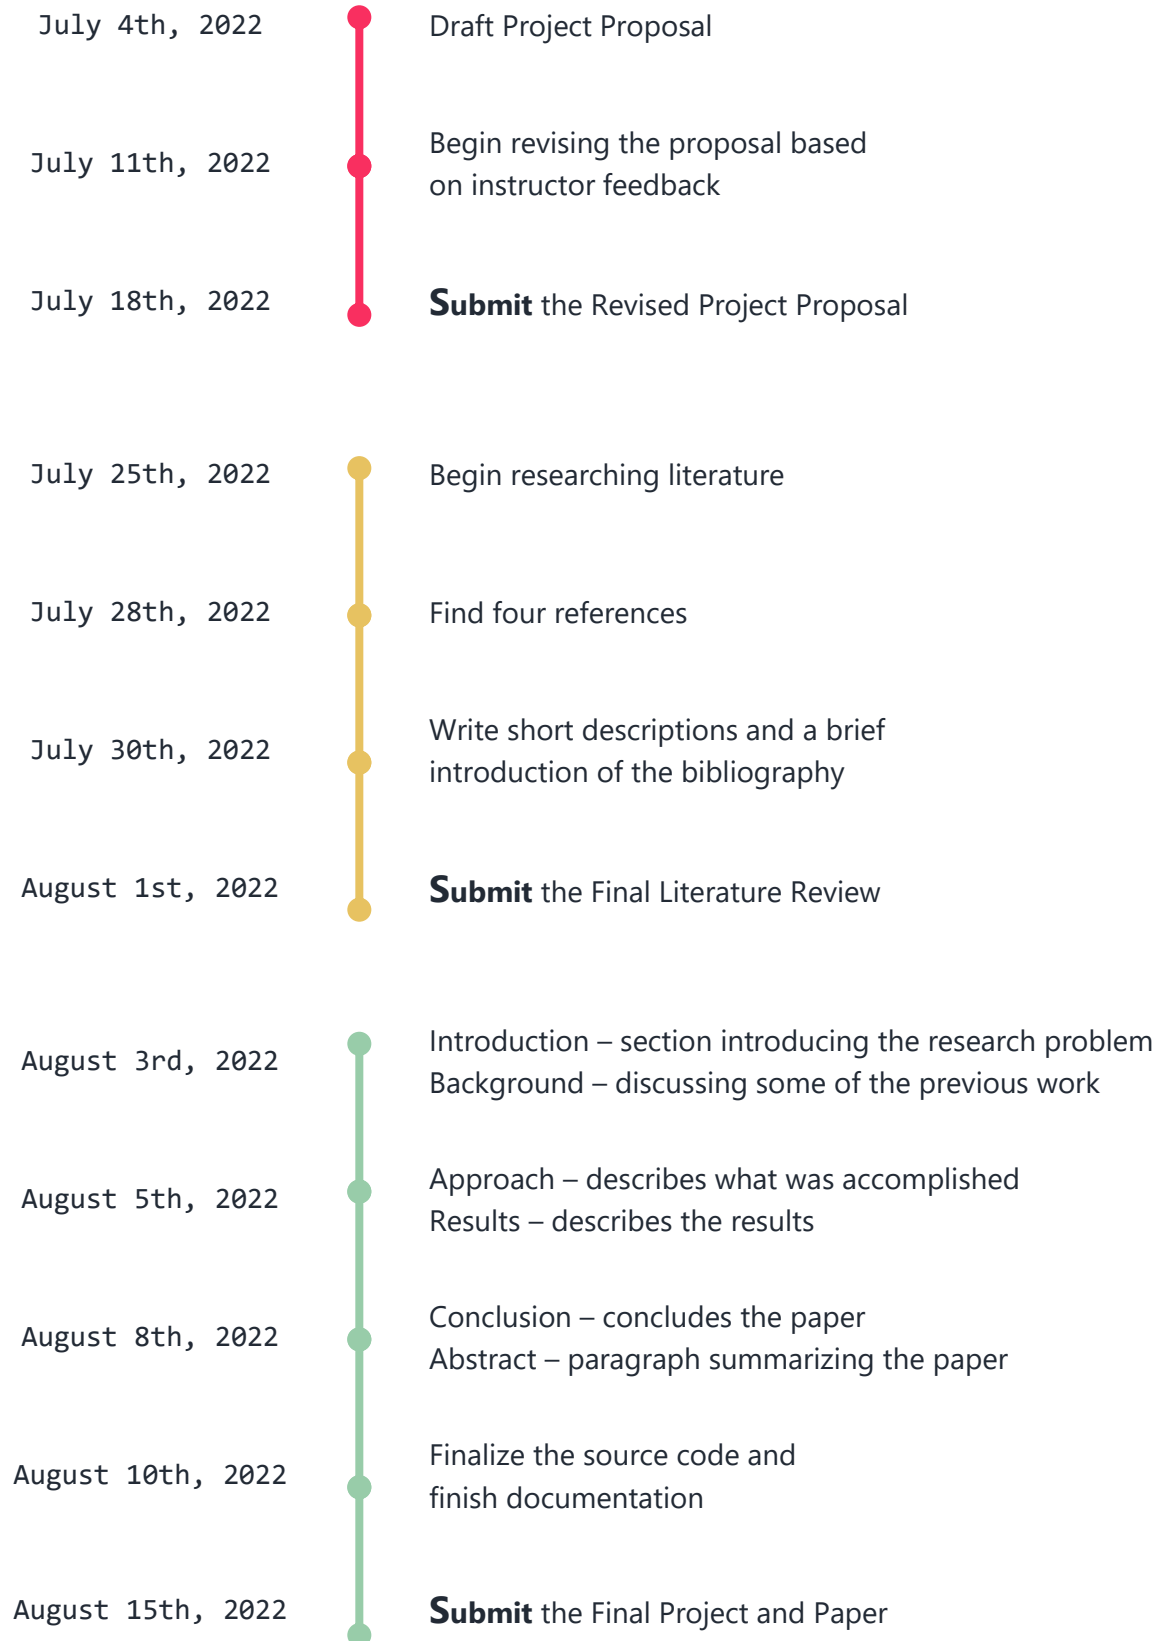 July 4th, 2022
Draft Project Proposal
July 11th, 2022
Begin revising the proposal based
on instructor feedback
July 18th, 2022
Submit the Revised Project Proposal
July 25th, 2022
Begin researching literature
July 28th, 2022
Find four references
July 30th, 2022
Write short descriptions and a brief
introduction of the bibliography
August 1st, 2022
Submit the Final Literature Review
August 3rd, 2022
Introduction – section introducing the research problem
Background – discussing some of the previous work
August 5th, 2022
Approach – describes what was accomplished
Results – describes the results
August 8th, 2022
Conclusion – concludes the paper
Abstract – paragraph summarizing the paper
August 10th, 2022
Finalize the source code and
finish documentation
August 15th, 2022
Submit the Final Project and Paper